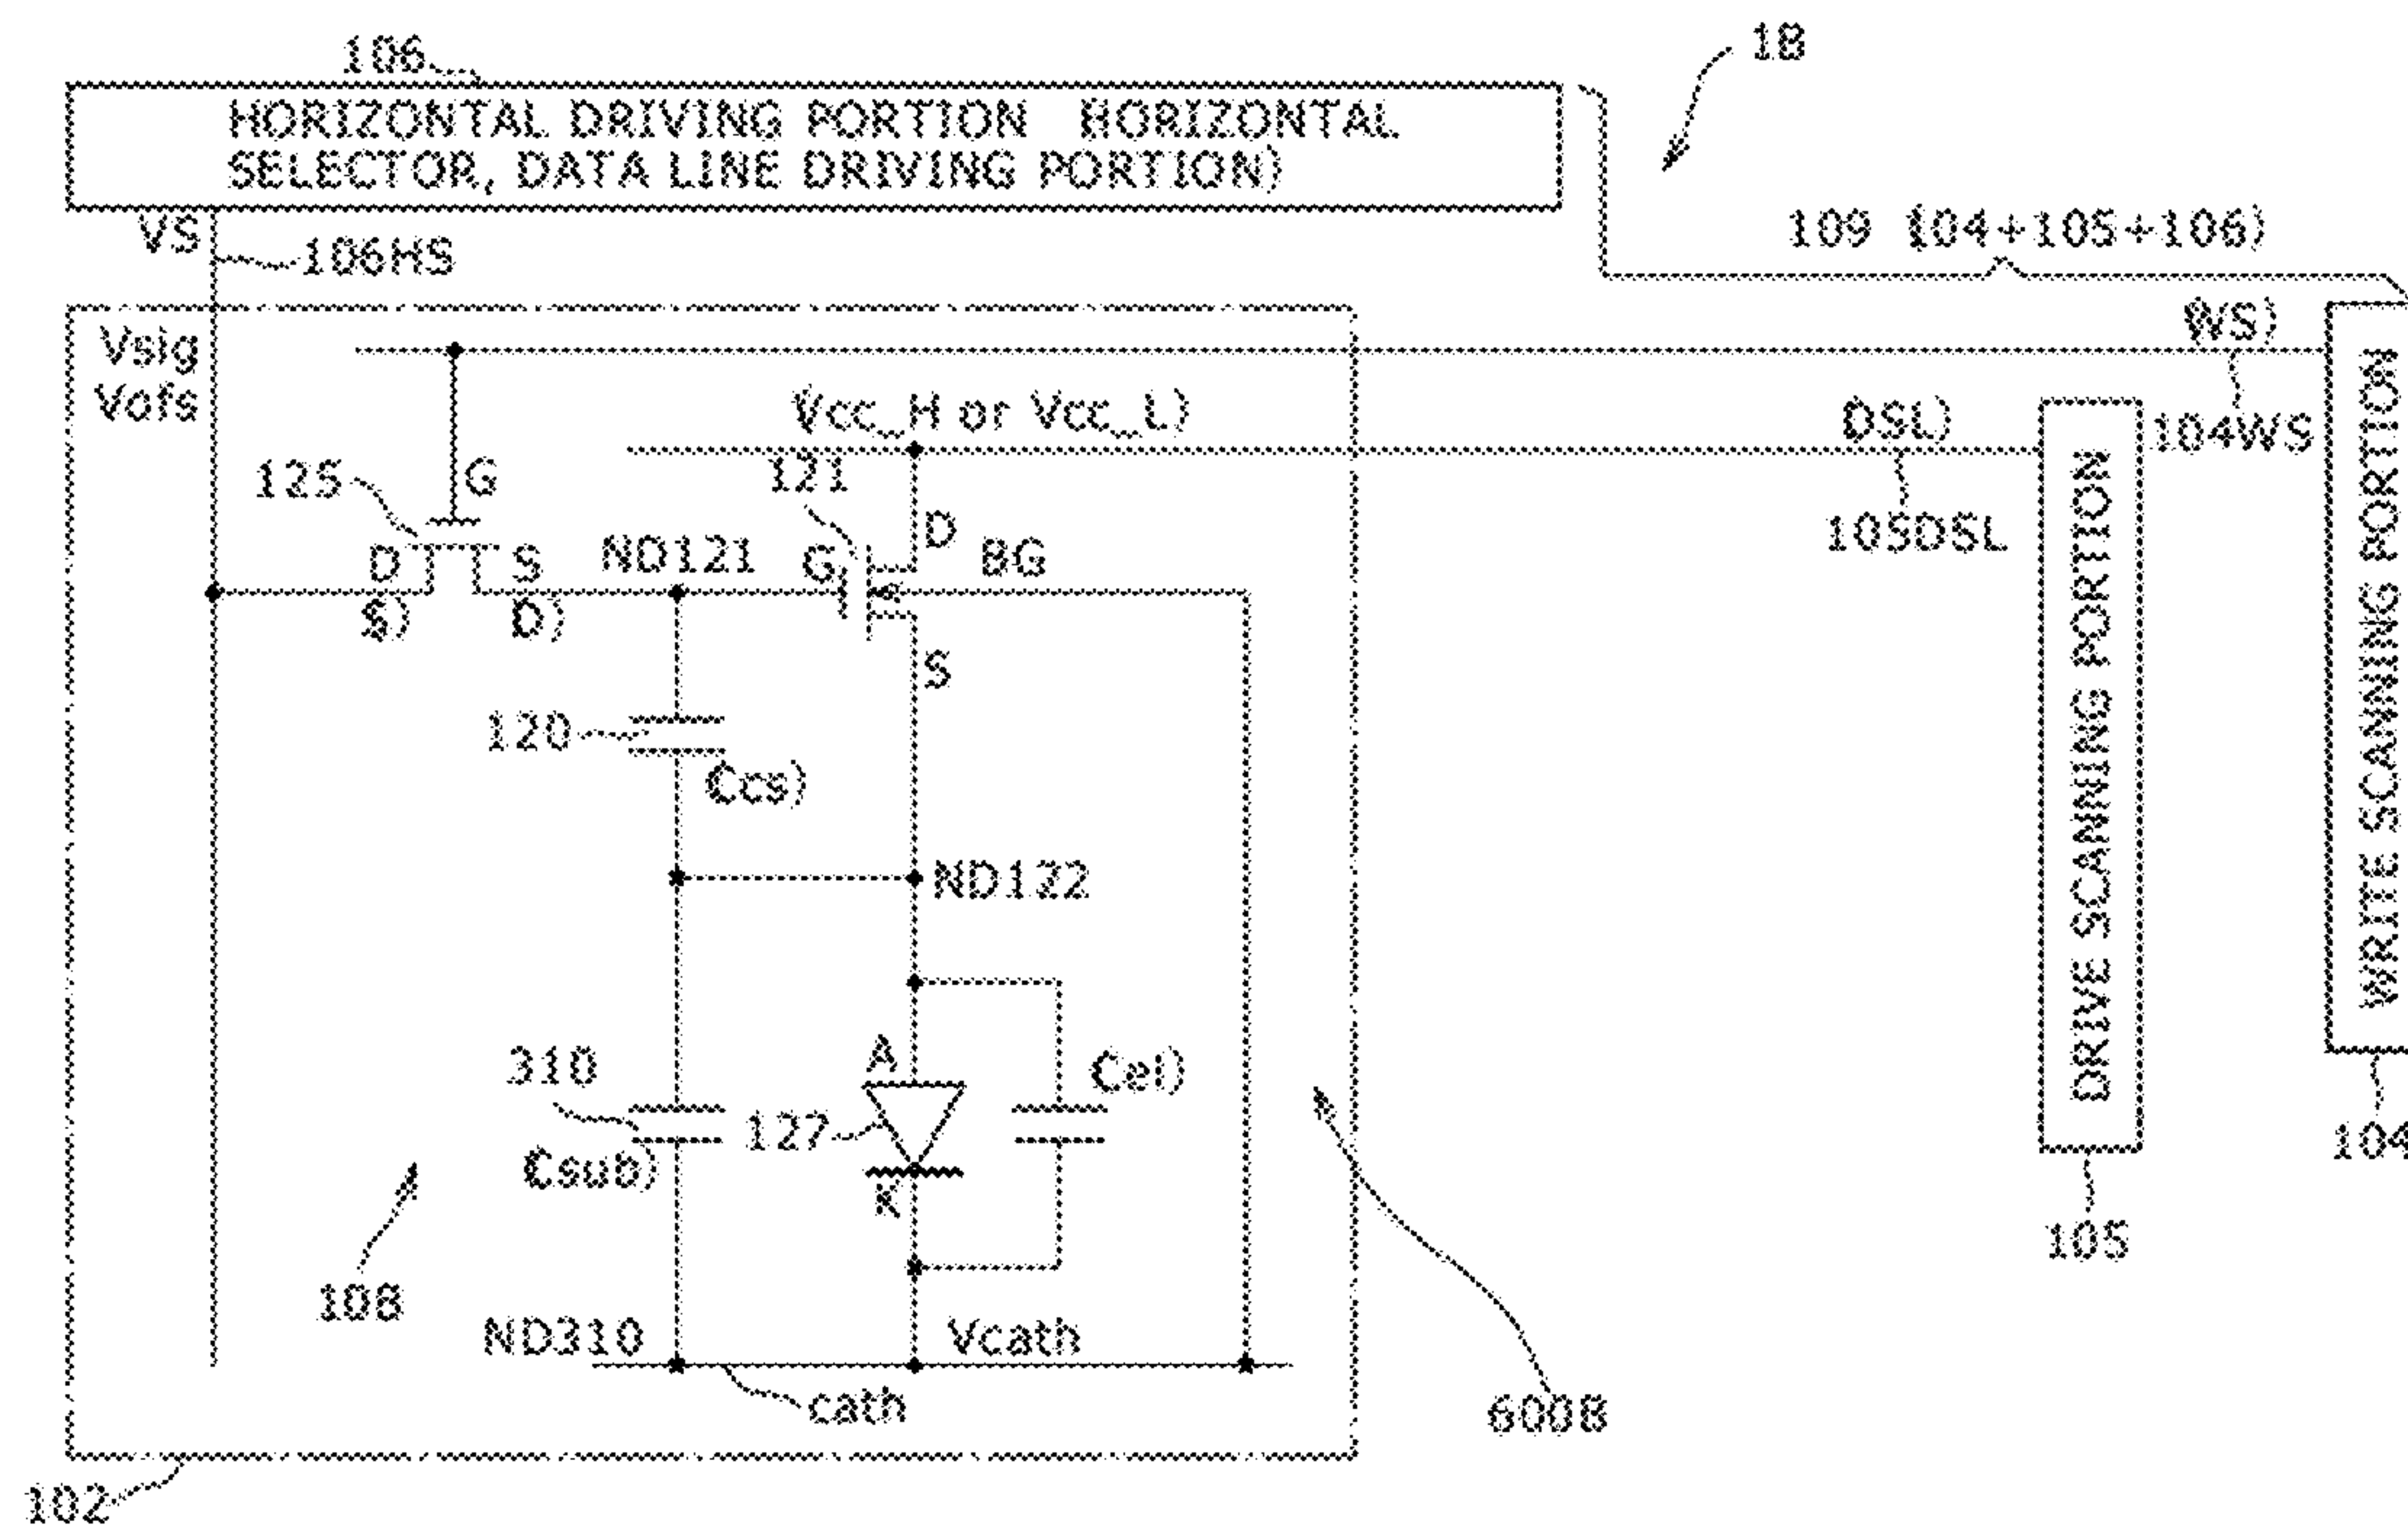 106
1B
HORIZONTAL DRIVING PORTION HORIZONTAL
SELECTOR, DATA LINE DRIVING PORTION)
VS
106HS
109 (104+105+106)
(WS)
Vsig
Vofs
Vcc_H or Vcc_L)
DSL)
104WS
125
G
121
D
105DSL
D
S
ND121
G
BG
S)
D)
S
120
Ccs)
ND122
DRIVE SCANNING PORTION
WRITE SCANNING PORTION
310
A
Cel)
127
Csub)
K
104
105
108
ND310
Vcath
cath
600B
102